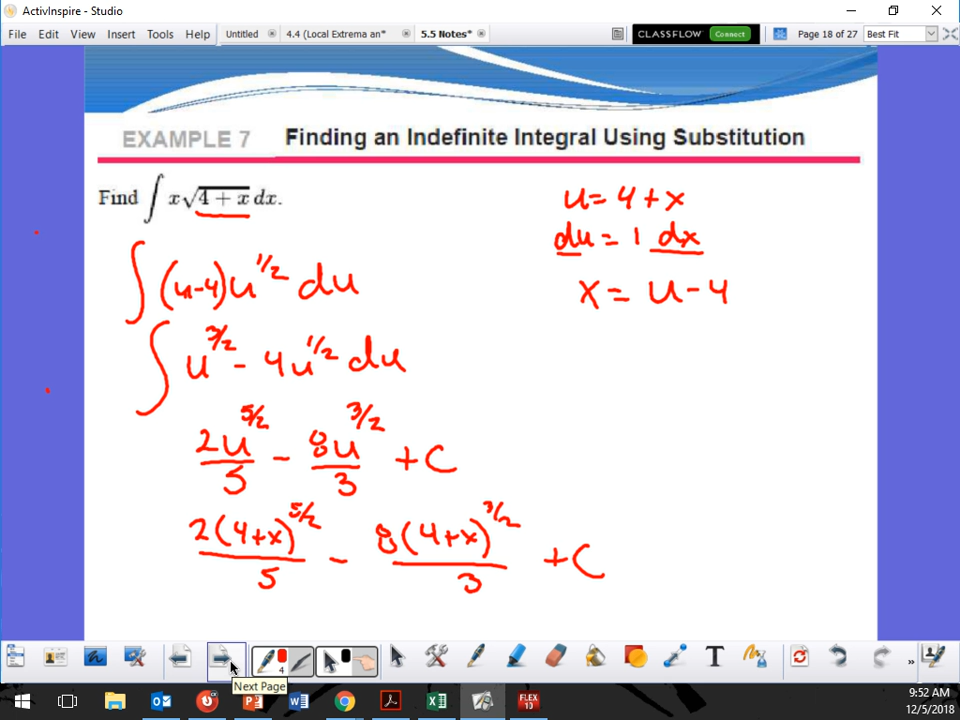 ActivInspire - Studio
File Edit View Insert Tools Help Untitled 4.4 (Local Extrema an* 5.5 Notes* CLASSFLOW Connect Page 18 of 27 Best Fit
EXAMPLE 7 Finding an Indefinite Integral Using Substitution
Find ∫ x√(4 + x) dx.
u = 4 + x
du = 1 dx
x = u - 4
∫ (u-4)u^1/2 du
∫ u^3/2 - 4u^1/2 du
2u^5/2 / 5 - 8u^3/2 / 3 + C
2(4+x)^5/2 / 5 - 8(4+x)^3/2 / 3 + C
4
T
»
Next Page
FLEX
9:52 AM
12/5/2018